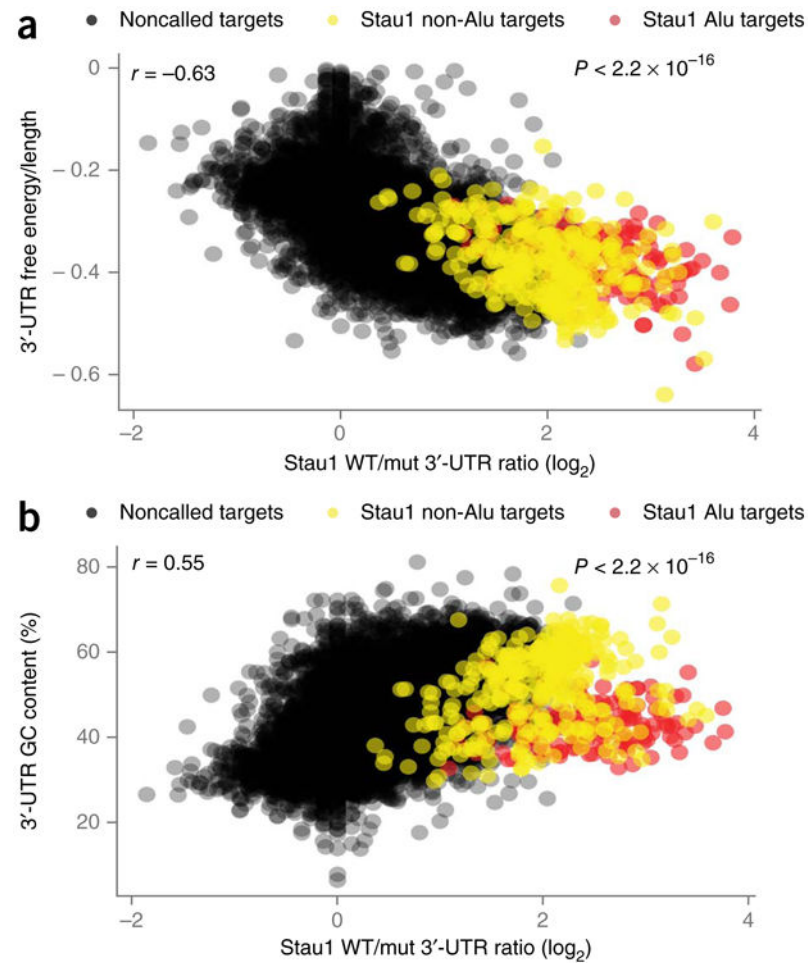 a
Noncalled targets Stau1 non-Alu targets Stau1 Alu targets
r = −0.63 P < 2.2 × 10⁻¹⁶
0
−0.2
−0.4
−0.6
3′-UTR free energy/length
−2 0 2 4
Stau1 WT/mut 3′-UTR ratio (log₂)
b
Noncalled targets Stau1 non-Alu targets Stau1 Alu targets
r = 0.55 P < 2.2 × 10⁻¹⁶
80
60
40
20
3′-UTR GC content (%)
−2 0 2 4
Stau1 WT/mut 3′-UTR ratio (log₂)